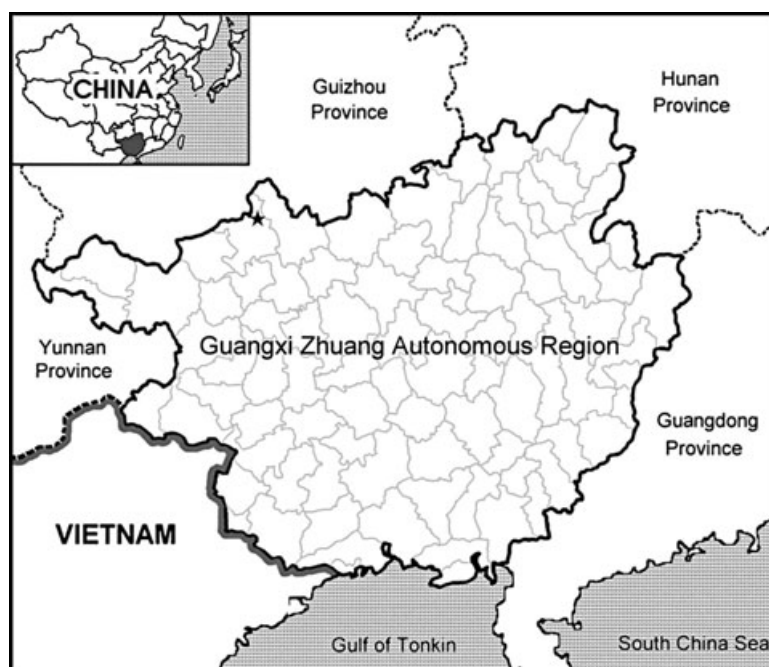 CHINA
Guizhou
Province
Hunan
Province
Yunnan
Province
Guangxi Zhuang Autonomous Region
Guangdong
Province
VIETNAM
Gulf of Tonkin
South China Sea